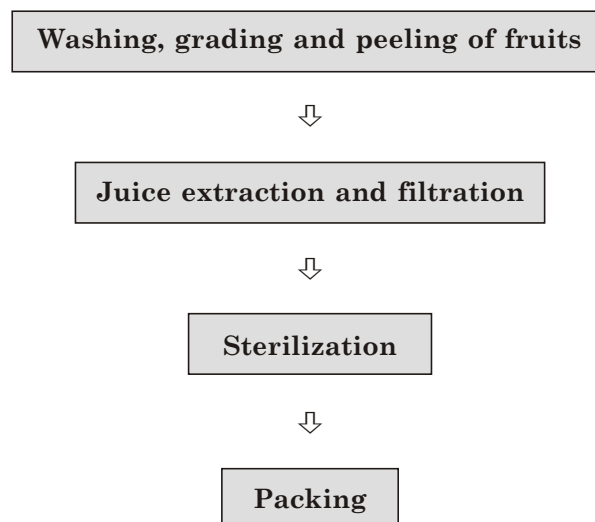 Washing, grading and peeling of fruits
Juice extraction and filtration
Sterilization
Packing